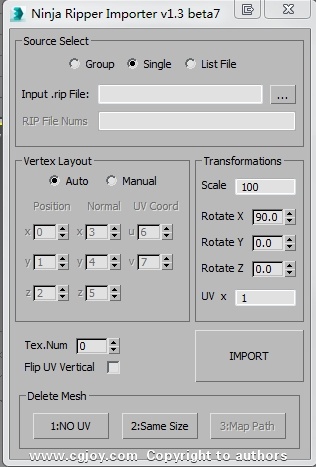 Ninja Ripper Importer v1.3 beta7
Source Select
Group Single List File
Input .rip File: ...
RIP File Nums
Vertex Layout
Auto Manual
Position Normal UV Coord
x 0 x 3 u 6
y 1 y 4 v 7
z 2 z 5
Transformations
Scale 100
Rotate X 90.0
Rotate Y 0.0
Rotate Z 0.0
UV x 1
Tex.Num 0
Flip UV Vertical
IMPORT
Delete Mesh
1:NO UV 2:Same Size 3:Map Path
www.cgjoy.com Copyright to authors